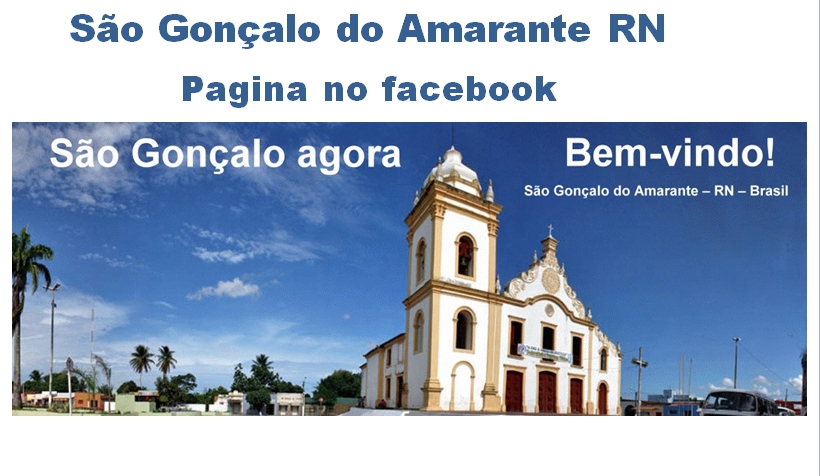 São Gonçalo do Amarante RN
Pagina no facebook
São Gonçalo agora
Bem-vindo!
São Gonçalo do Amarante – RN – Brasil